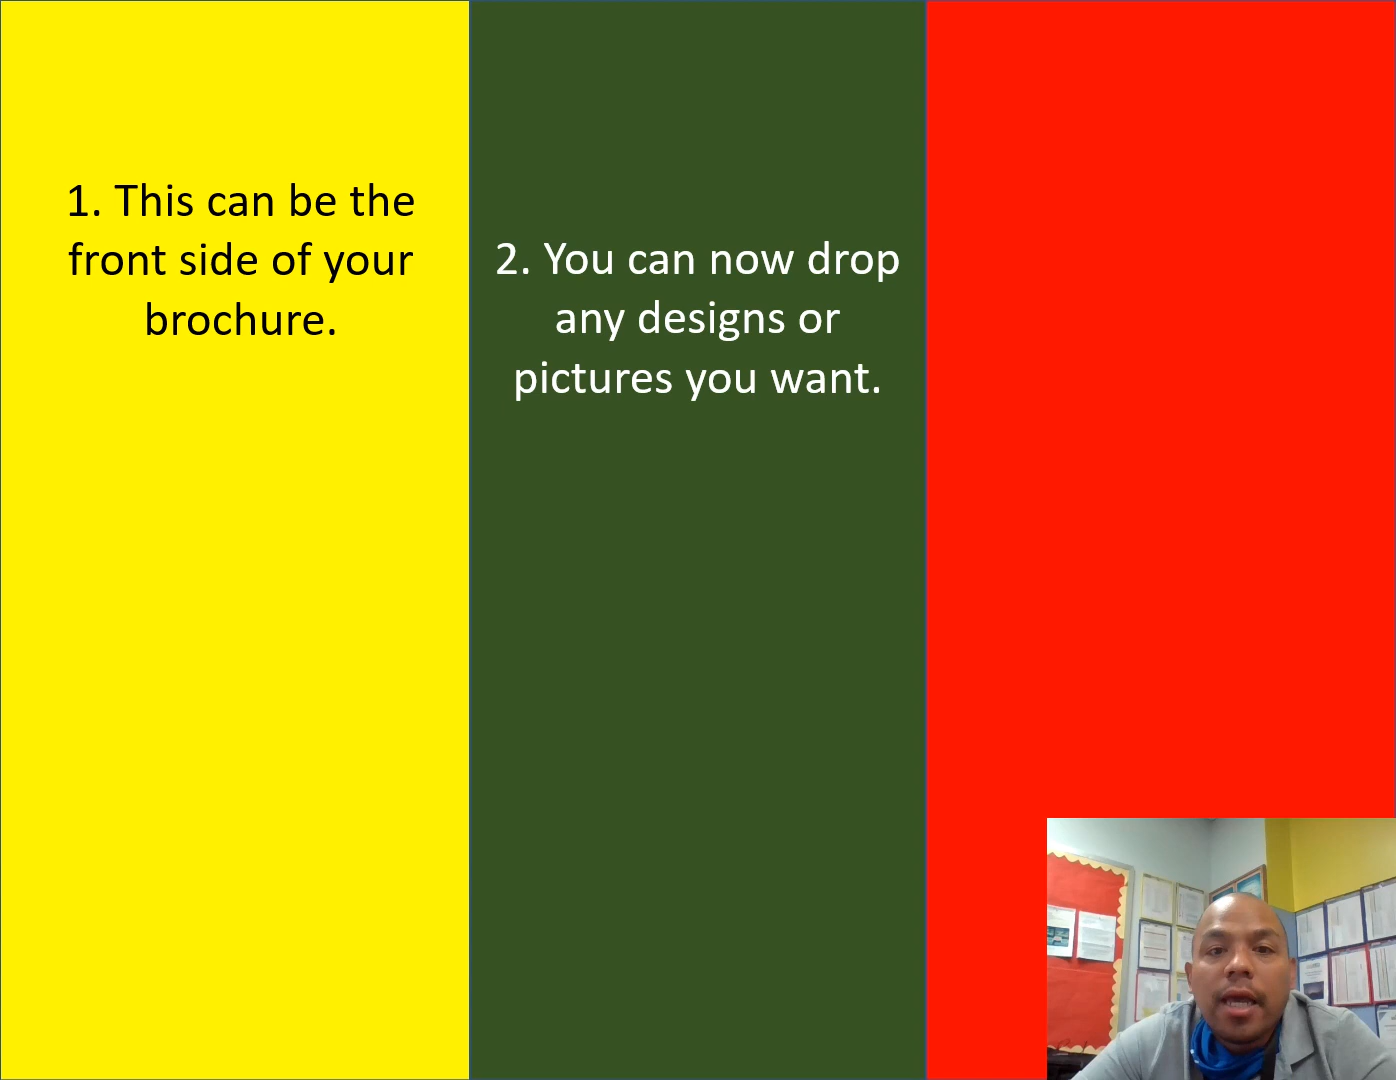 1. This can be the
front side of your
brochure.
2. You can now drop
any designs or
pictures you want.